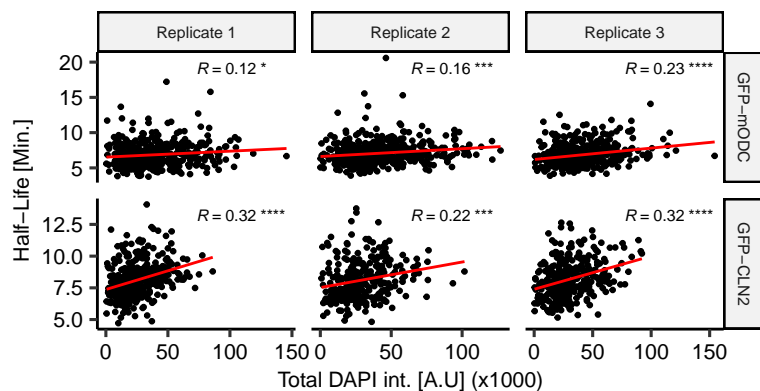 Replicate 1 Replicate 2 Replicate 3
R = 0.12 * R = 0.16 *** R = 0.23 ****
GFP−mODC
20
15
10
5
Half−Life [Min.]
R = 0.32 **** R = 0.22 *** R = 0.32 ****
GFP−CLN2
12.5
10.0
7.5
5.0
0 50 100 150 0 50 100 0 50 100 150
Total DAPI int. [A.U] (x1000)